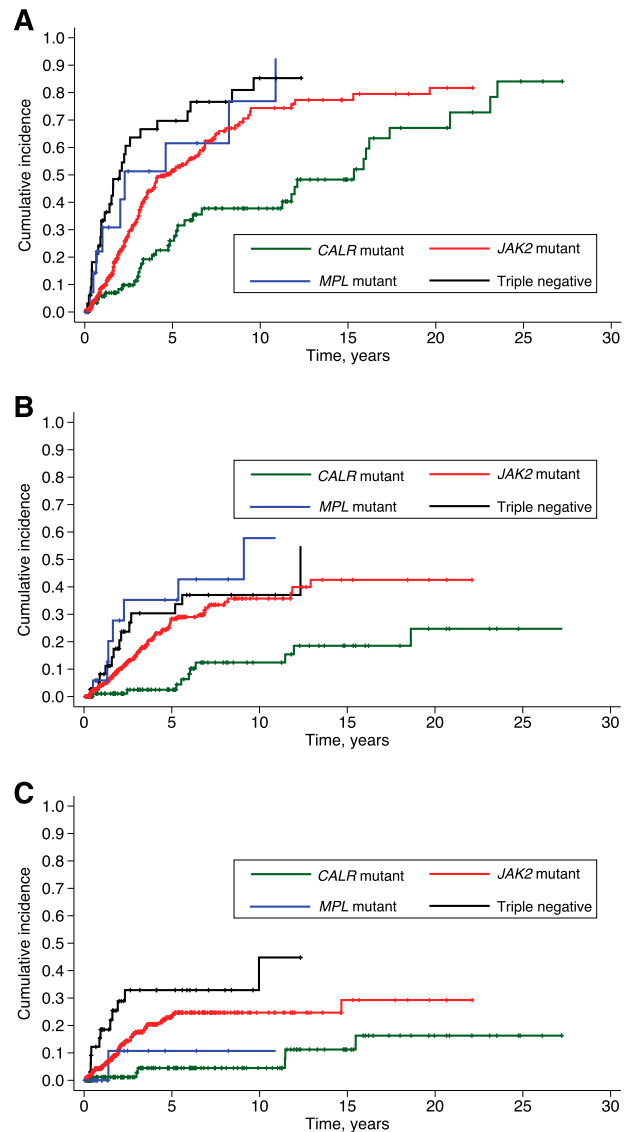 A
1.0
0.9
0.8
0.7
0.6
0.5
0.4
0.3
0.2
0.1
0.0
Cumulative incidence
CALR mutant JAK2 mutant
MPL mutant Triple negative
0 5 10 15 20 25 30
Time, years
B
1.0
0.9
0.8
0.7
0.6
0.5
0.4
0.3
0.2
0.1
0.0
Cumulative incidence
CALR mutant JAK2 mutant
MPL mutant Triple negative
0 5 10 15 20 25 30
Time, years
C
1.0
0.9
0.8
0.7
0.6
0.5
0.4
0.3
0.2
0.1
0.0
Cumulative incidence
CALR mutant JAK2 mutant
MPL mutant Triple negative
0 5 10 15 20 25 30
Time, years